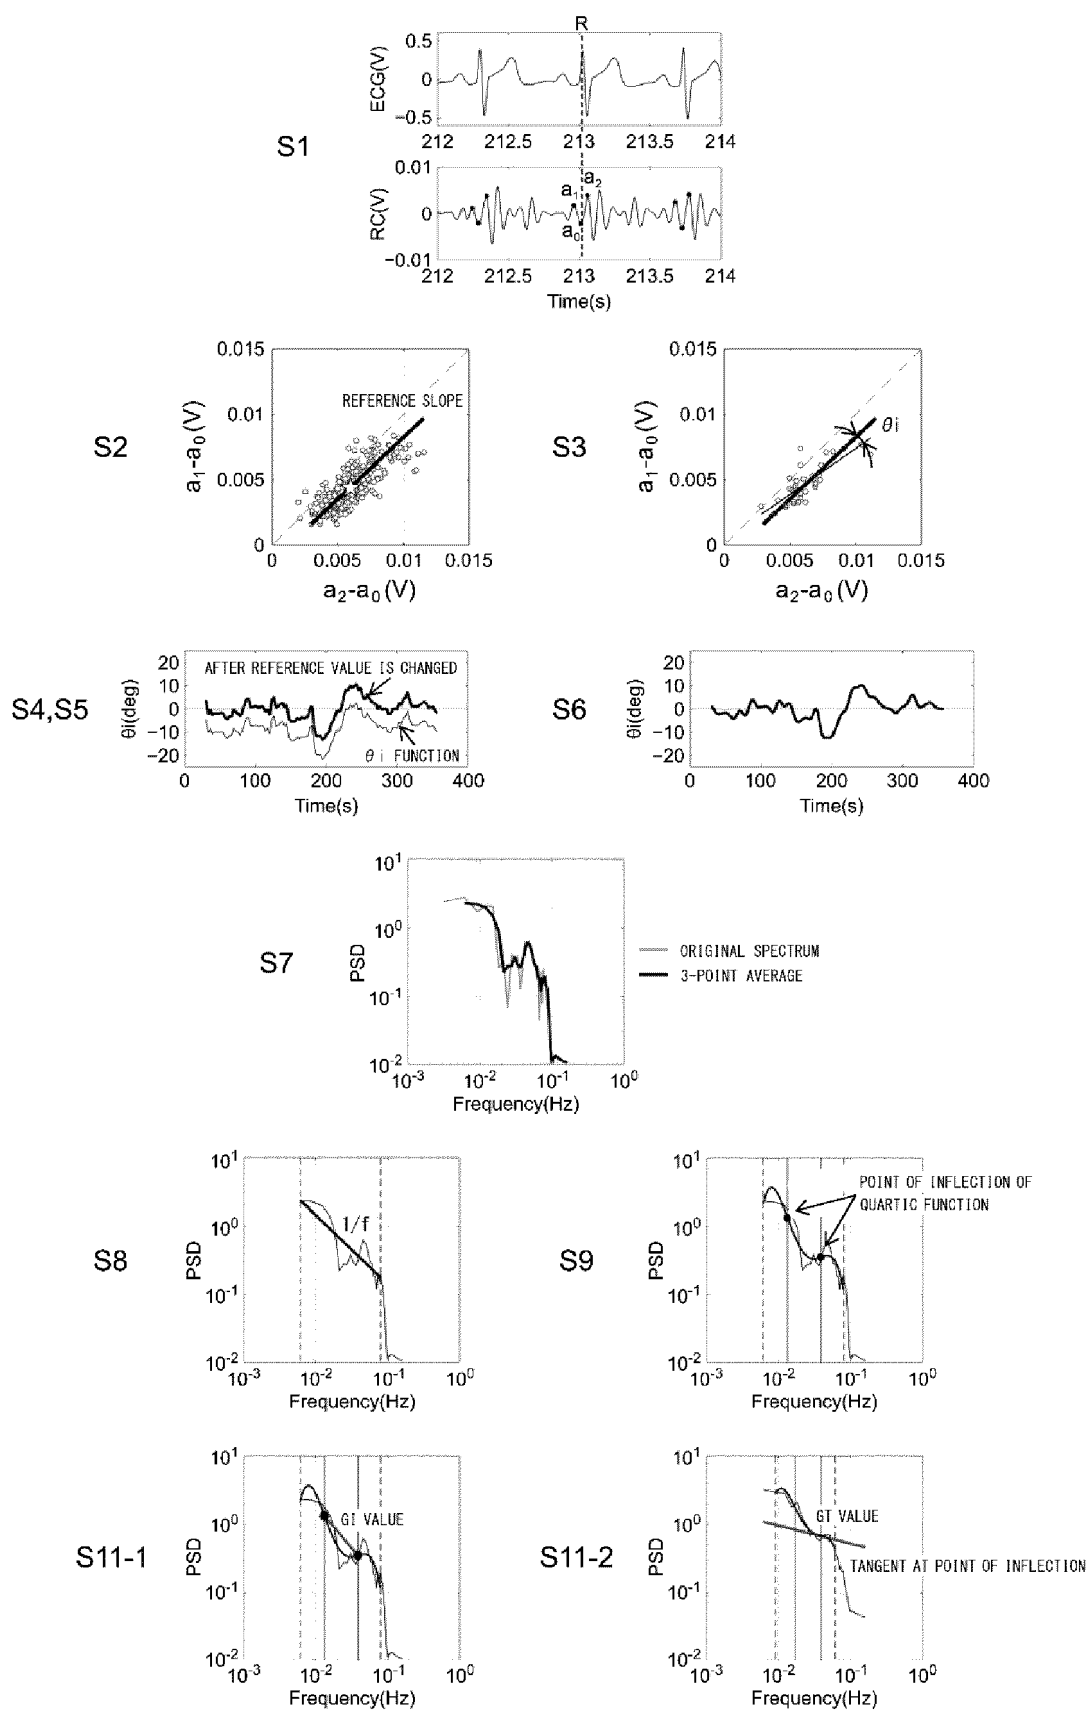 R
S1
ECG(V)
0.5
0
−0.5
212 212.5 213 213.5 214
RC(V)
0.01
0
−0.01
a1 a2
a0
212 212.5 213 213.5 214
Time(s)
S2
a1-a0 (V)
0.015
0.01
0.005
0
REFERENCE SLOPE
0 0.005 0.01 0.015
a2-a0 (V)
S3
a1-a0 (V)
0.015
0.01
0.005
0
θi
0 0.005 0.01 0.015
a2-a0 (V)
S4,S5
θi(deg)
20
10
0
−10
−20
AFTER REFERENCE VALUE IS CHANGED
θi FUNCTION
0 100 200 300 400
Time(s)
S6
θi(deg)
20
10
0
−10
−20
0 100 200 300 400
Time(s)
S7
PSD
10^1
10^0
10^-1
10^-2
10^-3 10^-2 10^-1 10^0
Frequency(Hz)
ORIGINAL SPECTRUM
3-POINT AVERAGE
S8
PSD
10^1
10^0
10^-1
10^-2
1/f
10^-3 10^-2 10^-1 10^0
Frequency(Hz)
S9
PSD
10^1
10^0
10^-1
10^-2
POINT OF INFLECTION OF
QUARTIC FUNCTION
10^-3 10^-2 10^-1 10^0
Frequency(Hz)
S11-1
PSD
10^1
10^0
10^-1
10^-2
GI VALUE
10^-3 10^-2 10^-1 10^0
Frequency(Hz)
S11-2
PSD
10^1
10^0
10^-1
10^-2
GT VALUE
TANGENT AT POINT OF INFLECTION
10^-3 10^-2 10^-1 10^0
Frequency(Hz)